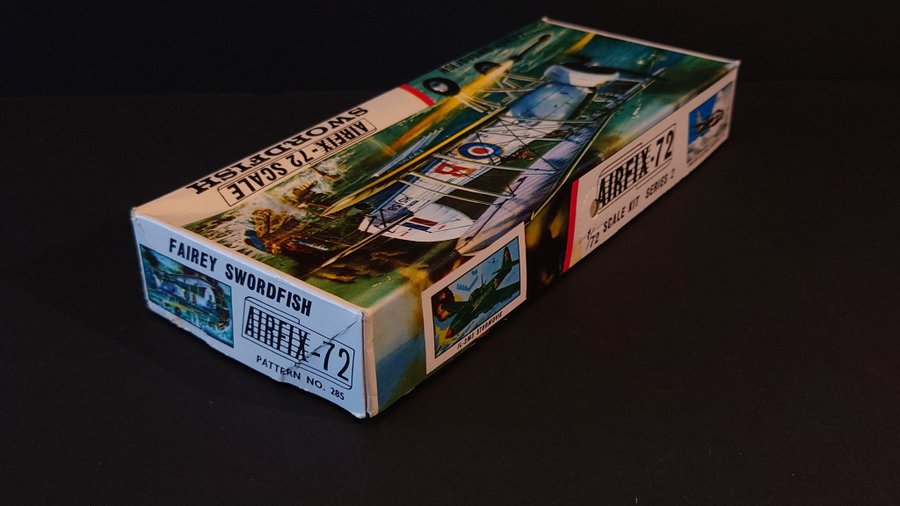 AIRFIX-72 SCALE
SWORDFISH
FAIREY SWORDFISH
AIRFIX-72
PATTERN NO. 285
AIRFIX-72
1/72 SCALE KIT SERIES 2